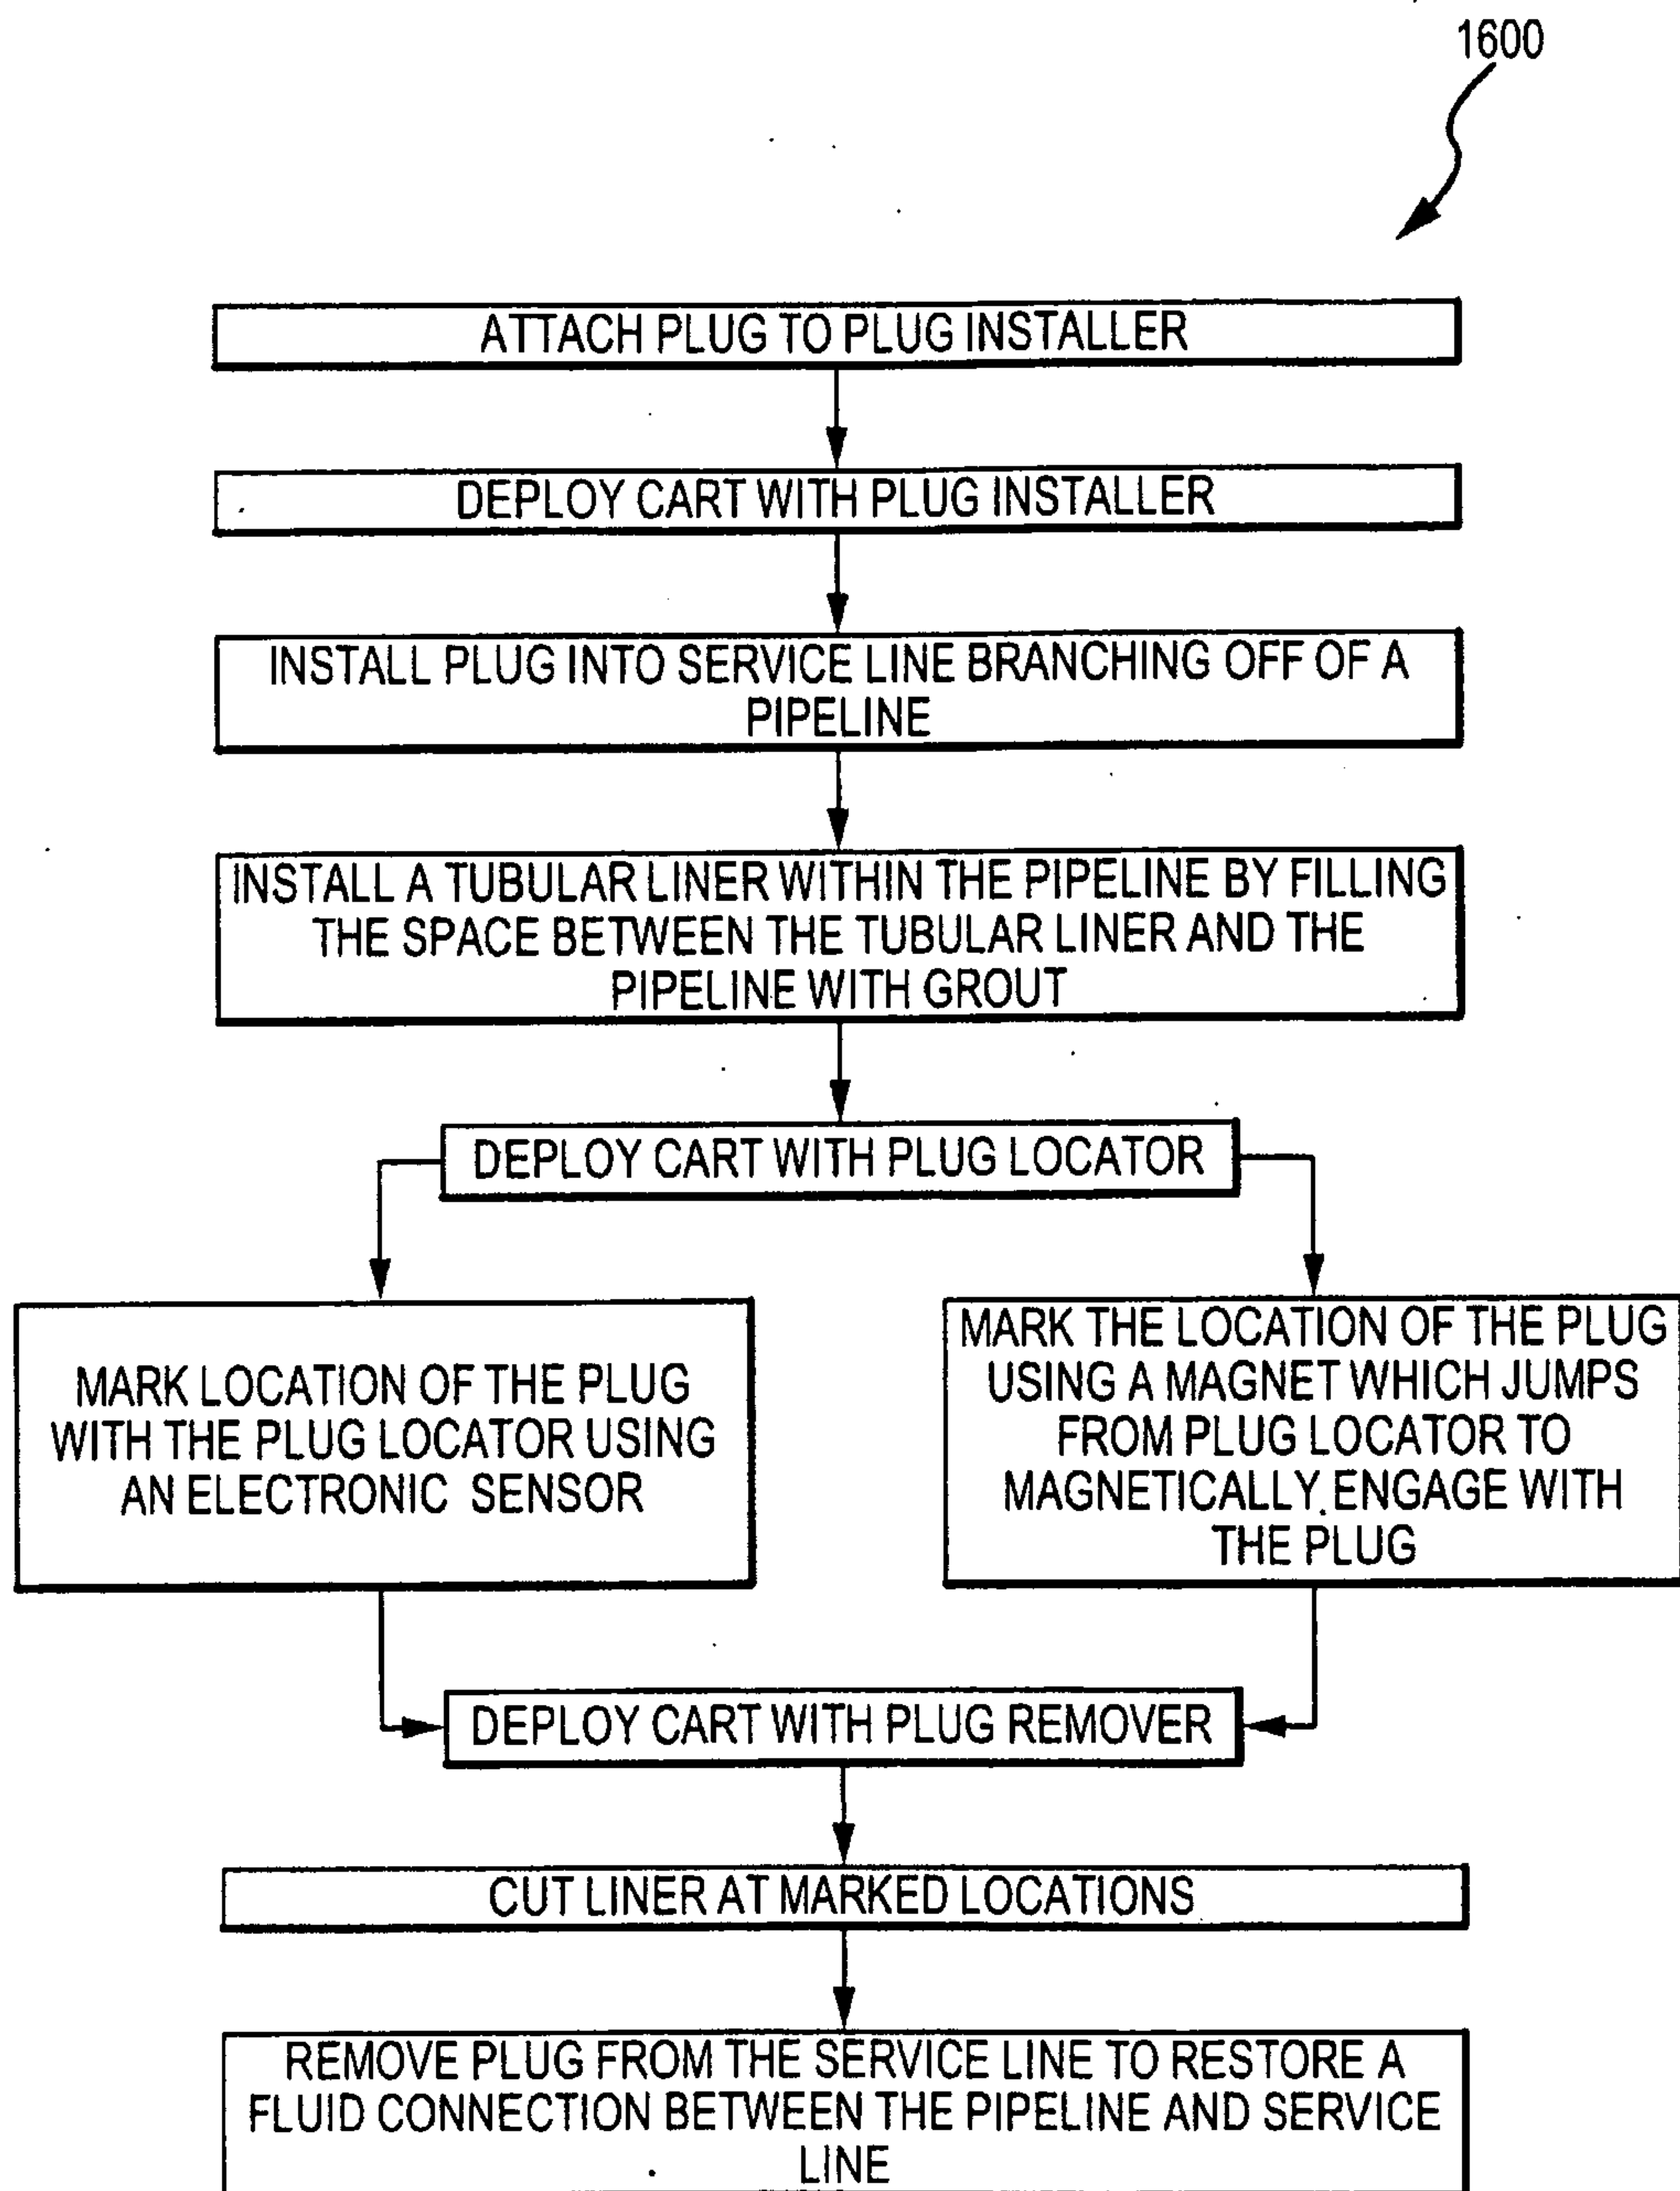 1600
ATTACH PLUG TO PLUG INSTALLER
DEPLOY CART WITH PLUG INSTALLER
INSTALL PLUG INTO SERVICE LINE BRANCHING OFF OF A
PIPELINE
INSTALL A TUBULAR LINER WITHIN THE PIPELINE BY FILLING
THE SPACE BETWEEN THE TUBULAR LINER AND THE
PIPELINE WITH GROUT
DEPLOY CART WITH PLUG LOCATOR
MARK LOCATION OF THE PLUG
WITH THE PLUG LOCATOR USING
AN ELECTRONIC SENSOR
MARK THE LOCATION OF THE PLUG
USING A MAGNET WHICH JUMPS
FROM PLUG LOCATOR TO
MAGNETICALLY ENGAGE WITH
THE PLUG
DEPLOY CART WITH PLUG REMOVER
CUT LINER AT MARKED LOCATIONS
REMOVE PLUG FROM THE SERVICE LINE TO RESTORE A
FLUID CONNECTION BETWEEN THE PIPELINE AND SERVICE
LINE